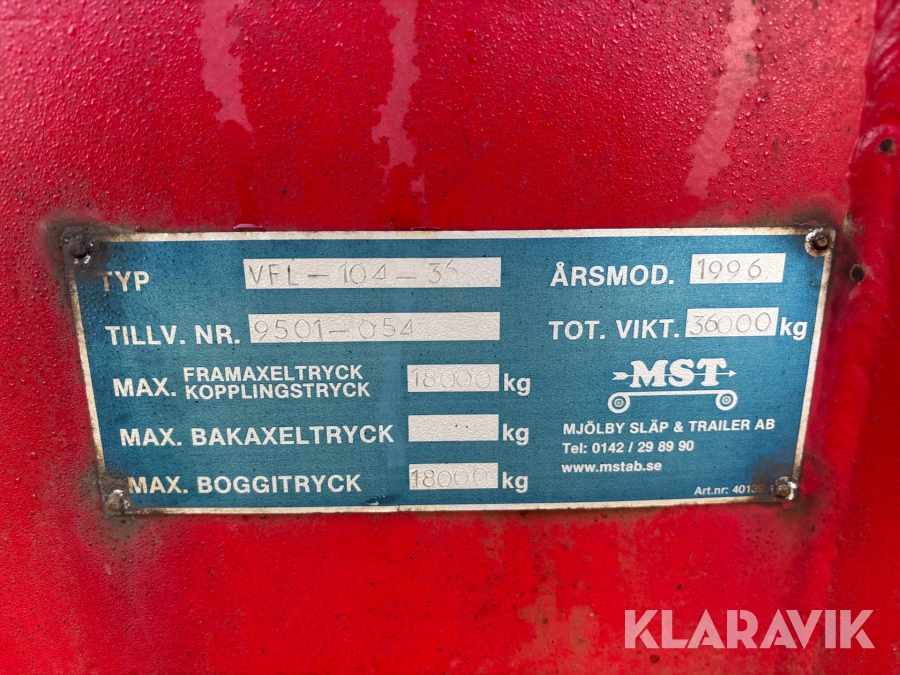 TYP VFL-104-36 ÅRSMOD. 1996
TILLV. NR. 9501-054 TOT. VIKT. 36000 kg
MAX. FRAMAXELTRYCK
KOPPLINGSTRYCK 18000 kg
MST
MAX. BAKAXELTRYCK kg
MJÖLBY SLÄP & TRAILER AB
Tel: 0142 / 29 89 90
www.mstab.se
MAX. BOGGITRYCK 18000 kg
Art.nr:
KLARAVIK